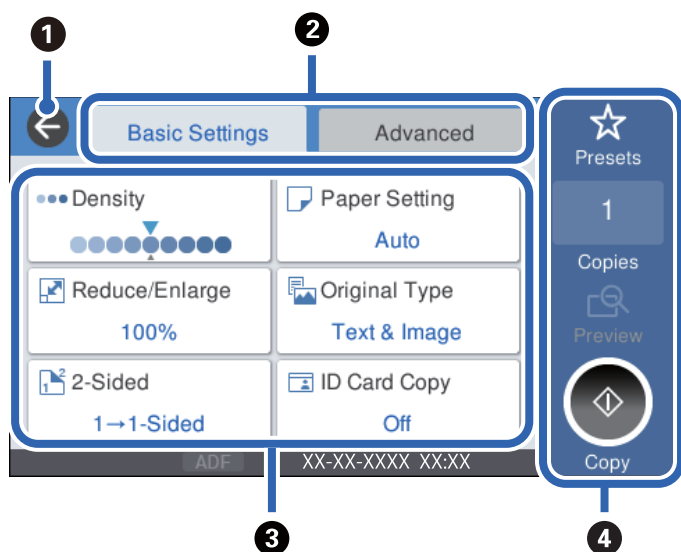 1
2
Basic Settings
Advanced
Presets
1
Copies
Preview
Copy
Density
Paper Setting
Auto
Reduce/Enlarge
100%
Original Type
Text & Image
1 2
2-Sided
1→1-Sided
ID Card Copy
Off
ADF
XX-XX-XXXX XX:XX
3
4